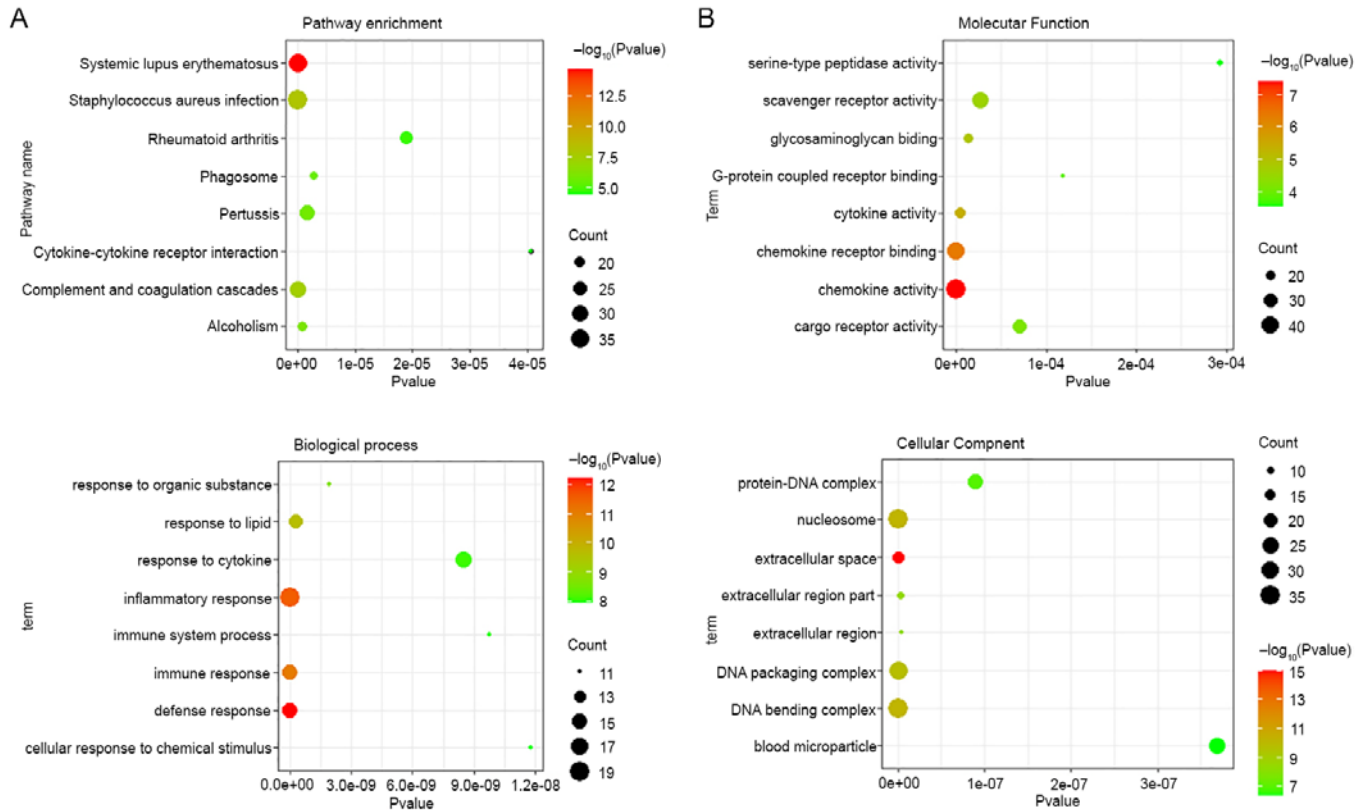 A
Pathway enrichment
Pathway name
Systemic lupus erythematosus
Staphylococcus aureus infection
Rheumatoid arthritis
Phagosome
Pertussis
Cytokine-cytokine receptor interaction
Complement and coagulation cascades
Alcoholism
0e+00 1e-05 2e-05 3e-05 4e-05
Pvalue
−log₁₀(Pvalue)
12.5
10.0
7.5
5.0
Count
20
25
30
35
B
Molecutar Function
Term
serine-type peptidase activity
scavenger receptor activity
glycosaminoglycan biding
G-protein coupled receptor binding
cytokine activity
chemokine receptor binding
chemokine activity
cargo receptor activity
0e+00 1e-04 2e-04 3e-04
Pvalue
−log₁₀(Pvalue)
7
6
5
4
Count
20
30
40
Biological process
term
response to organic substance
response to lipid
response to cytokine
inflammatory response
immune system process
immune response
defense response
cellular response to chemical stimulus
0.0e+00 3.0e-09 6.0e-09 9.0e-09 1.2e-08
Pvalue
−log₁₀(Pvalue)
12
11
10
9
8
Count
11
13
15
17
19
Cellular Compnent
term
protein-DNA complex
nucleosome
extracellular space
extracellular region part
extracellular region
DNA packaging complex
DNA bending complex
blood microparticle
0e+00 1e-07 2e-07 3e-07
Pvalue
Count
10
15
20
25
30
35
−log₁₀(Pvalue)
15
13
11
9
7